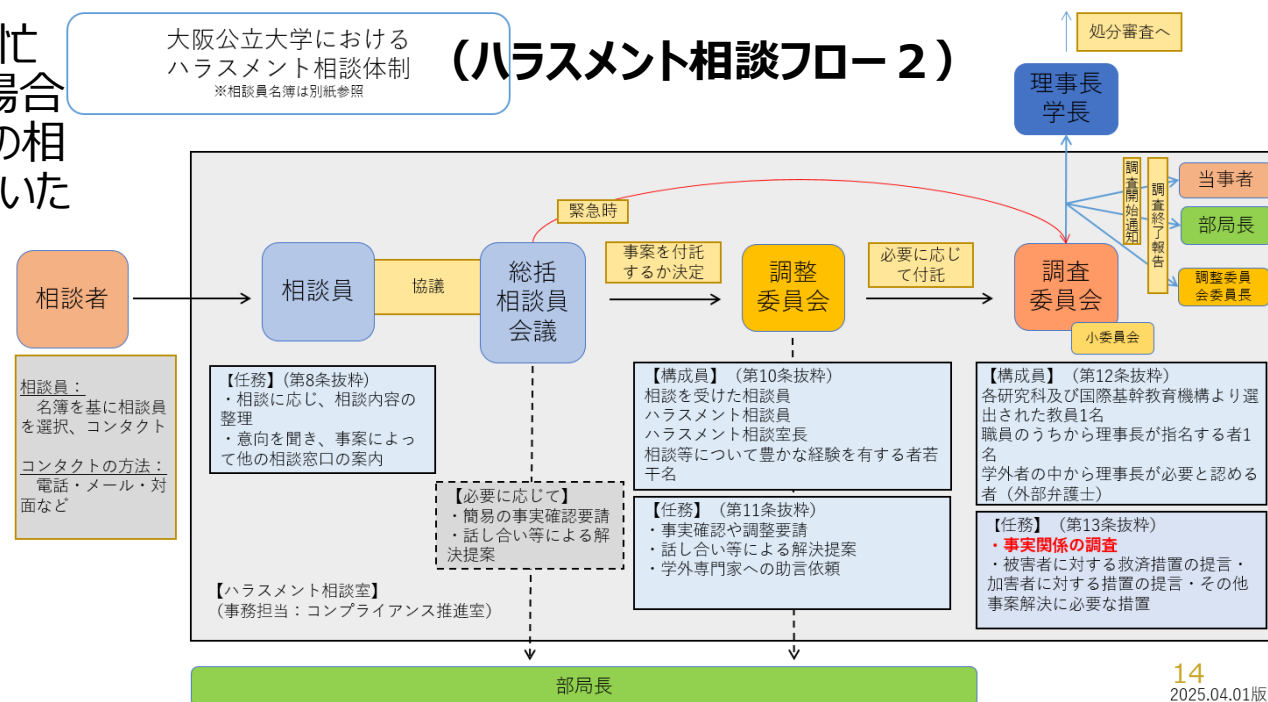 忙
場合
の相
いた
大阪公立大学における
ハラスメント相談体制
※相談員名簿は別紙参照
（ハラスメント相談フロー２）
処分審査へ
理事長
学長
調査開始通知
調査終了報告
当事者
部局長
調整委員
会委員長
緊急時
相談者
相談員
協議
総括
相談員
会議
事案を付託
するか決定
調整
委員会
必要に応じ
て付託
調査
委員会
小委員会
相談員：
名簿を基に相談員
を選択、コンタクト
コンタクトの方法：
電話・メール・対
面など
【任務】(第8条抜粋)
・相談に応じ、相談内容の
整理
・意向を聞き、事案によっ
て他の相談窓口の案内
【必要に応じて】
・簡易の事実確認要請
・話し合い等による解
決提案
【構成員】（第10条抜粋）
相談を受けた相談員
ハラスメント相談員
ハラスメント相談室長
相談等について豊かな経験を有する者若
干名
【任務】（第11条抜粋）
・事実確認や調整要請
・話し合い等による解決提案
・学外専門家への助言依頼
【構成員】（第12条抜粋）
各研究科及び国際基幹教育機構より選
出された教員1名
職員のうちから理事長が指名する者1
名
学外者の中から理事長が必要と認める
者（外部弁護士）
【任務】（第13条抜粋）
・事実関係の調査
・被害者に対する救済措置の提言・
加害者に対する措置の提言・その他
事案解決に必要な措置
【ハラスメント相談室】
（事務担当：コンプライアンス推進室）
部局長
14
2025.04.01版